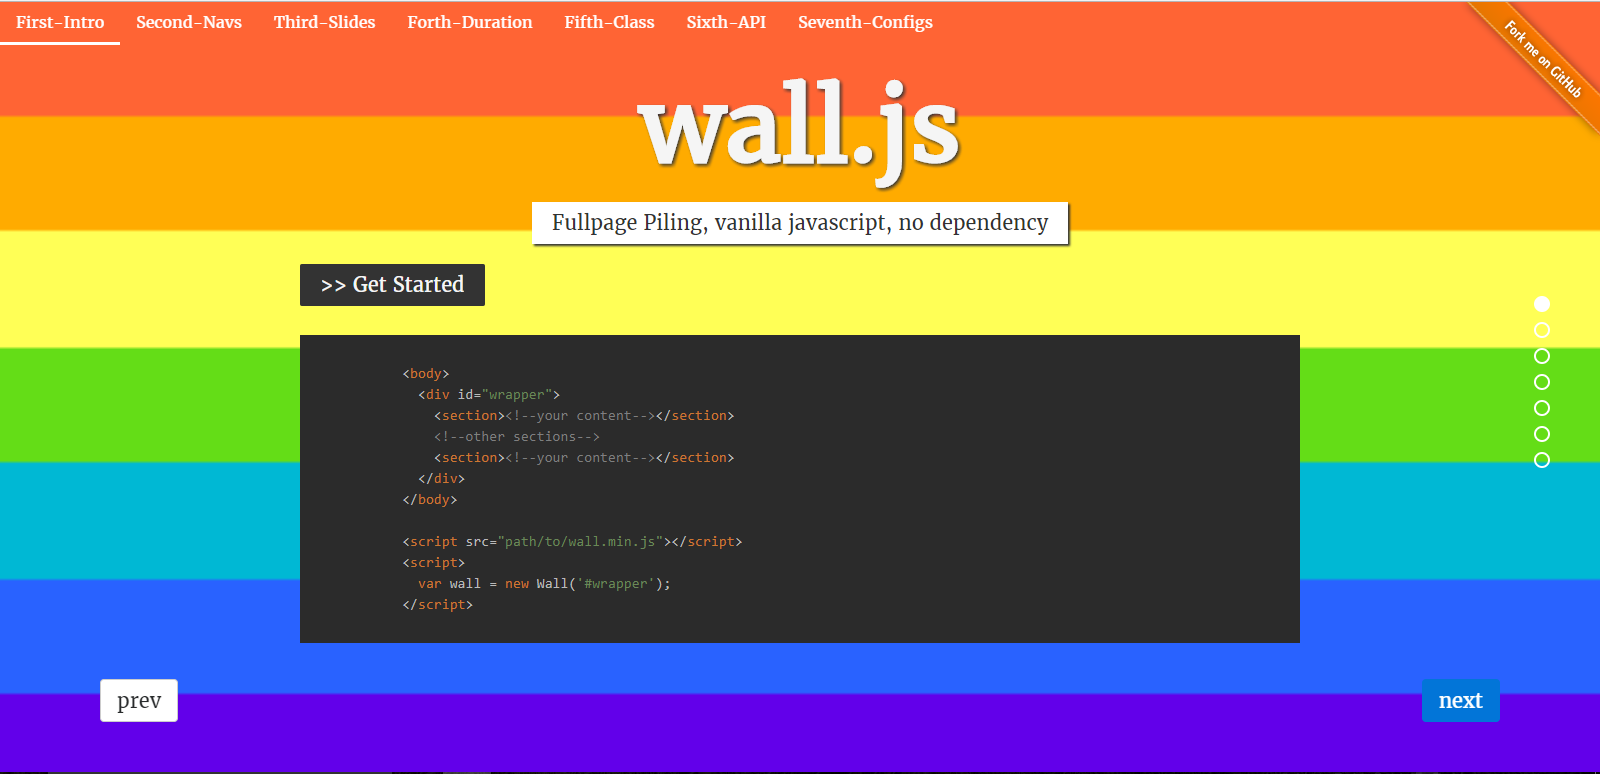 First-Intro Second-Navs Third-Slides Forth-Duration Fifth-Class Sixth-API Seventh-Configs
Fork me on GitHub
wall.js
Fullpage Piling, vanilla javascript, no dependency
>> Get Started
<body>
  <div id="wrapper">
    <section><!--your content--></section>
    <!--other sections-->
    <section><!--your content--></section>
  </div>
</body>

<script src="path/to/wall.min.js"></script>
<script>
  var wall = new Wall('#wrapper');
</script>
prev next